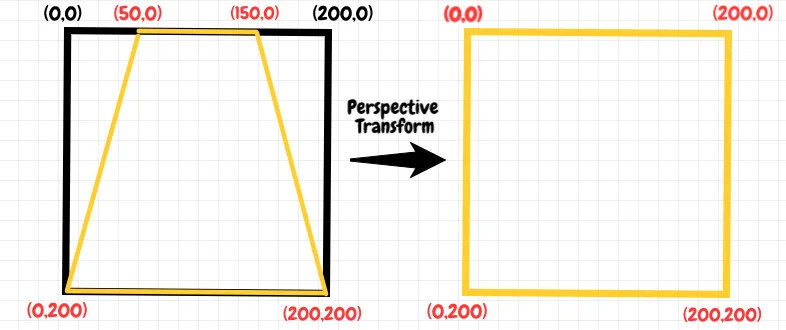 (0,0) (50,0) (150,0) (200,0) (0,0) (200.0)
Perspective
Transform
(0,200) (200,200) (0,200) (200,200)